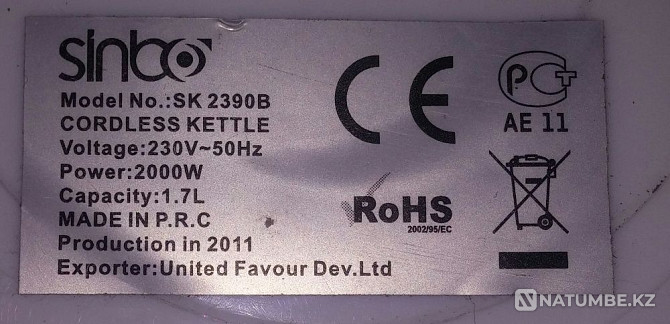 sinbo
Model No.:SK 2390B
CORDLESS KETTLE
Voltage:230V~50Hz
Power:2000W
Capacity:1.7L
MADE IN P.R.C
Production in 2011
Exporter:United Favour Dev.Ltd
CE
PCT
AE 11
RoHS
2002/95/EC
NATUMBE.KZ